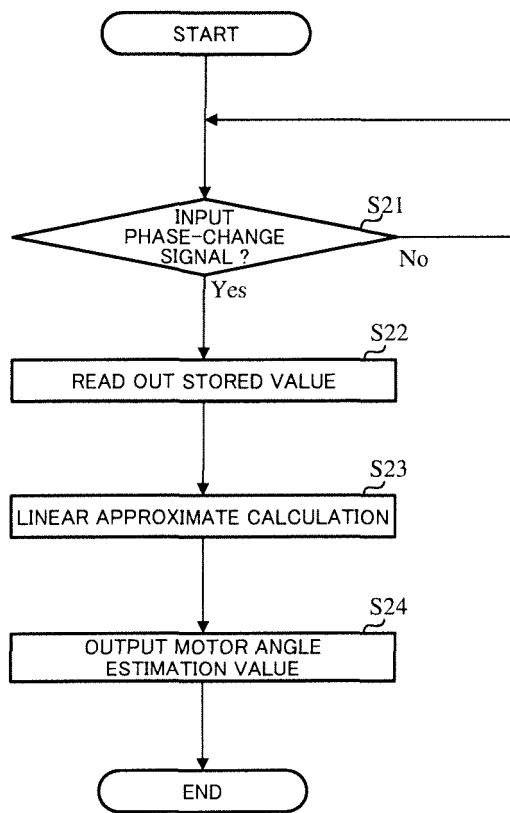 START
S21
INPUT
PHASE-CHANGE
SIGNAL ?
No
Yes
S22
READ OUT STORED VALUE
S23
LINEAR APPROXIMATE CALCULATION
S24
OUTPUT MOTOR ANGLE
ESTIMATION VALUE
END